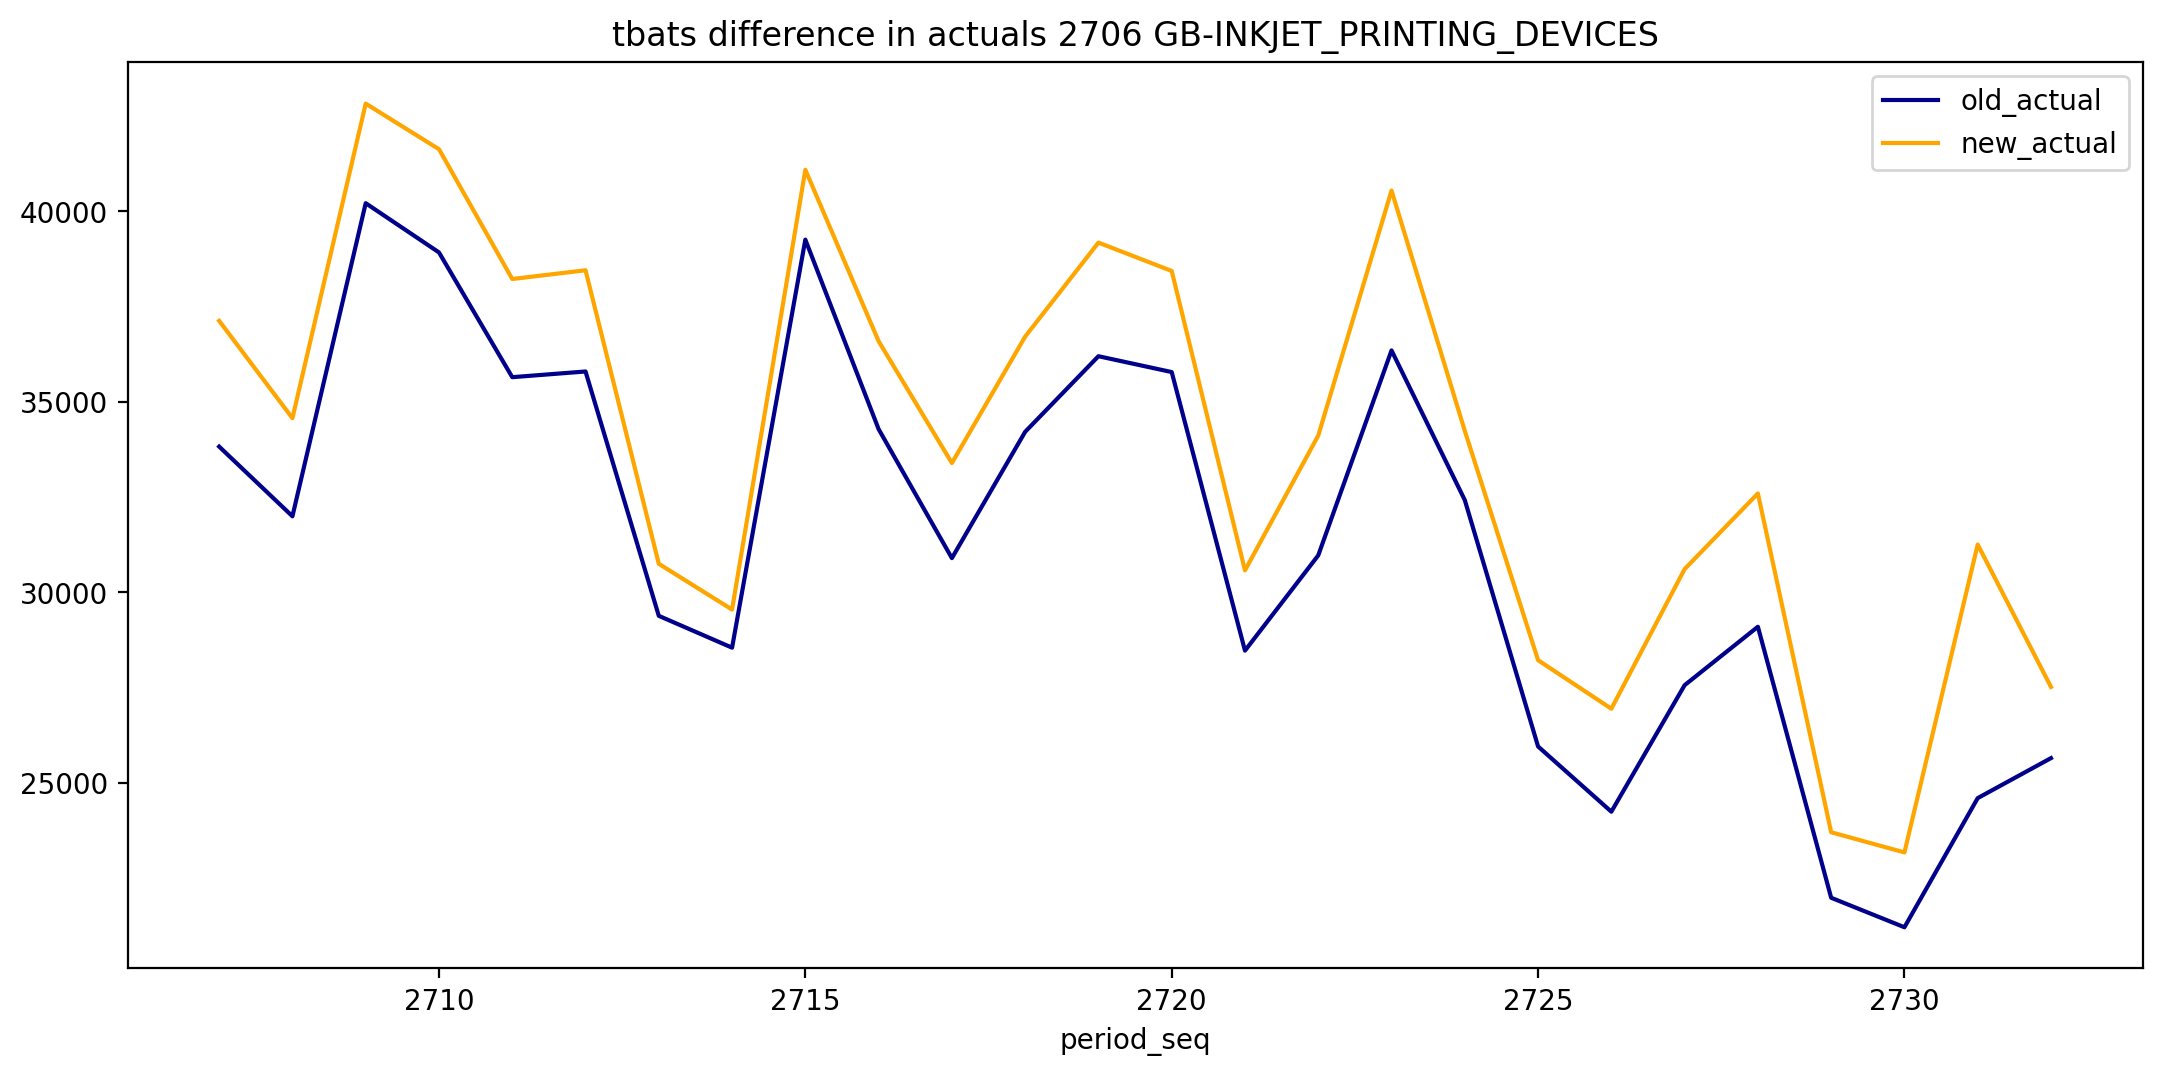 tbats difference in actuals 2706 GB-INKJET_PRINTING_DEVICES
old_actual
new_actual
40000
35000
30000
25000
2710 2715 2720 2725 2730
period_seq